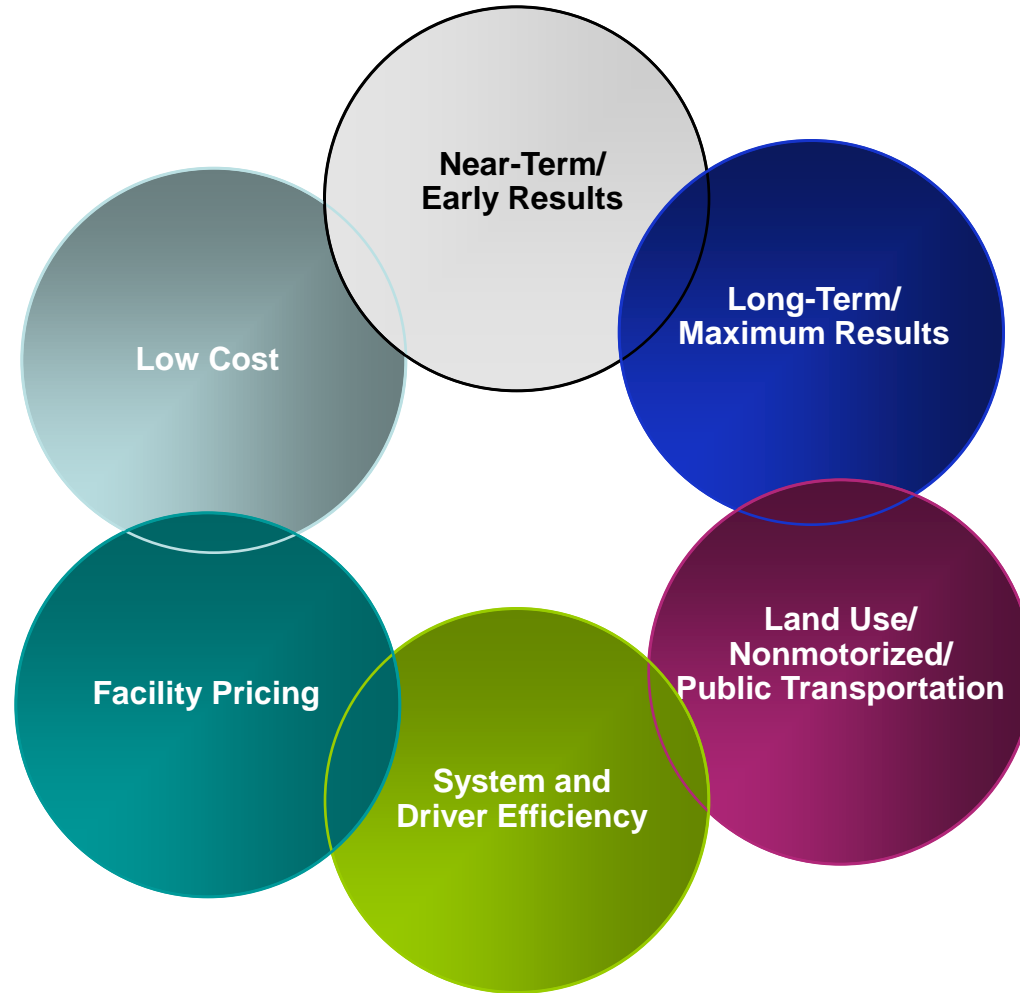 Near-Term/
Early Results
Long-Term/
Maximum Results
Low Cost
Land Use/
Nonmotorized/
Public Transportation
Facility Pricing
System and
Driver Efficiency